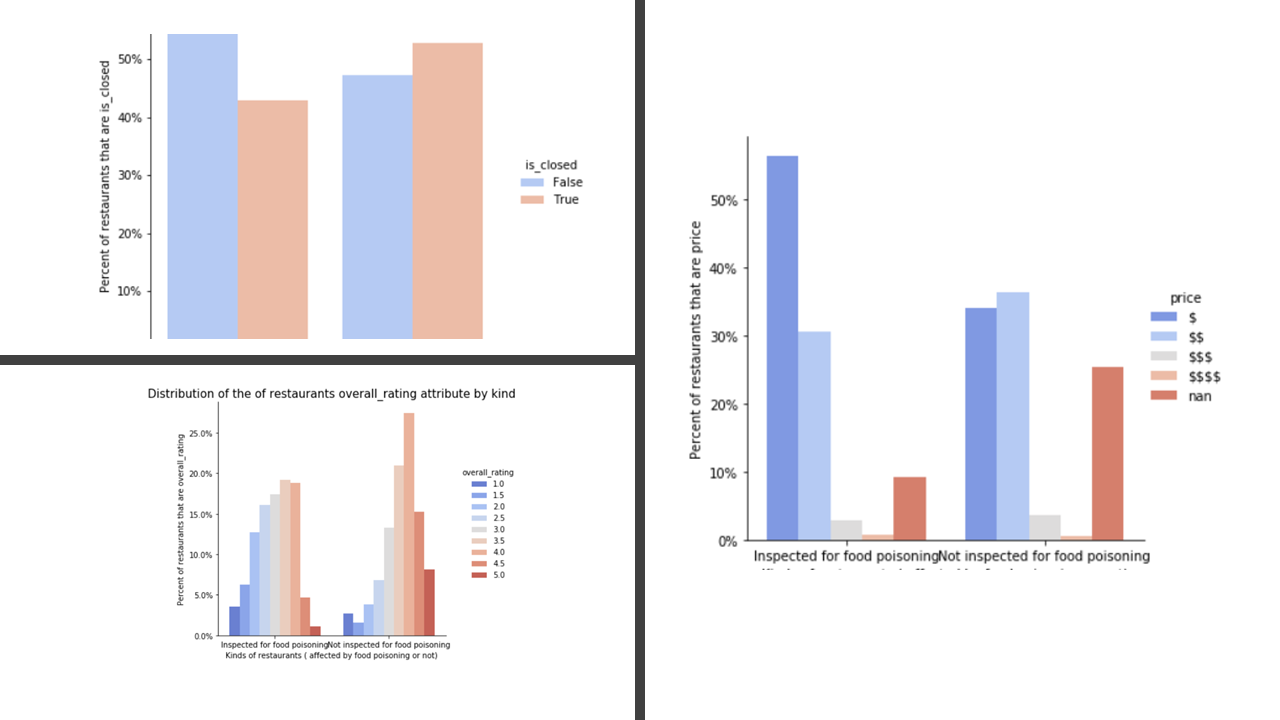 Percent of restaurants that are is_closed
50%
40%
30%
20%
10%
is_closed
False
True
Distribution of the of restaurants overall_rating attribute by kind
Percent of restaurants that are overall_rating
25.0%
20.0%
15.0%
10.0%
5.0%
0.0%
Inspected for food poisoning
Not inspected for food poisoning
Kinds of restaurants ( affected by food poisoning or not)
overall_rating
1.0
1.5
2.0
2.5
3.0
3.5
4.0
4.5
5.0
Percent of restaurants that are price
50%
40%
30%
20%
10%
0%
Inspected for food poisoning
Not inspected for food poisoning
price
$
$$
$$$
$$$$
nan